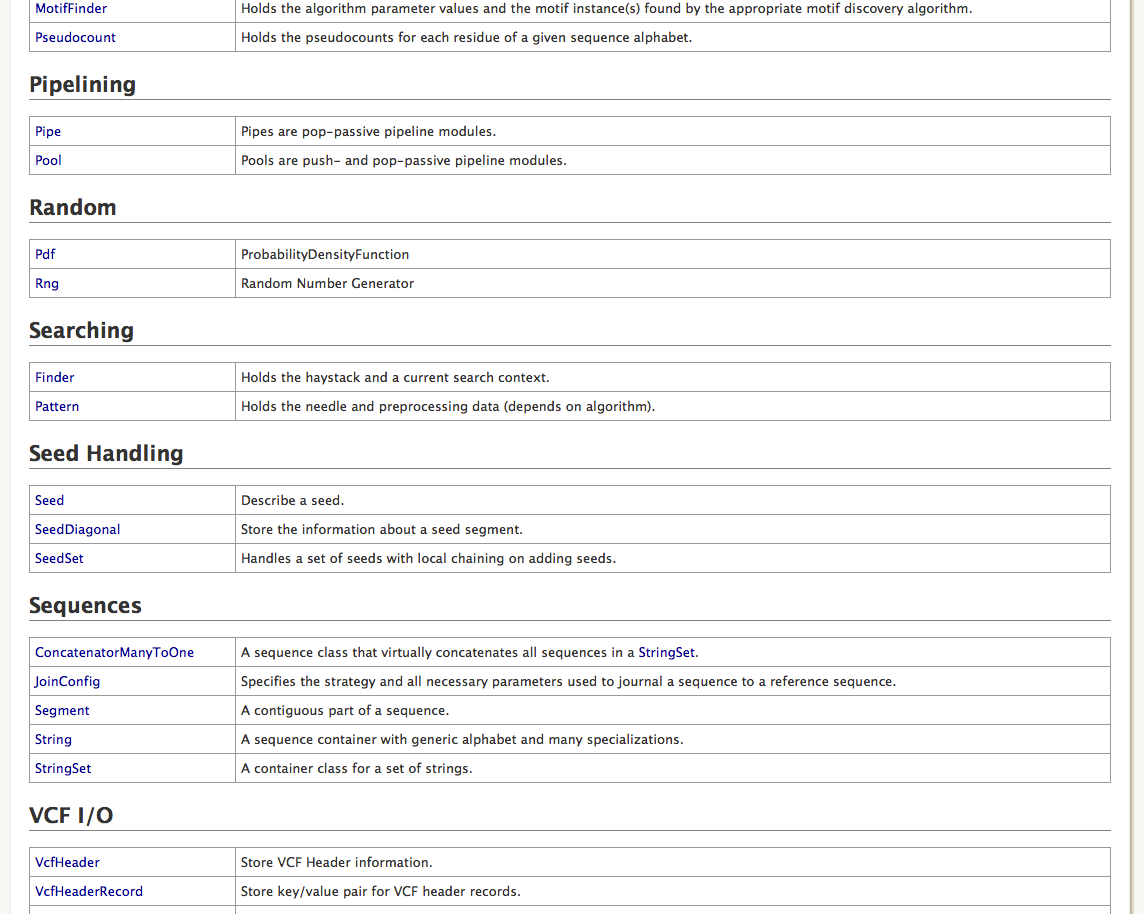 MotifFinder Holds the algorithm parameter values and the motif instance(s) found by the appropriate motif discovery algorithm.
Pseudocount Holds the pseudocounts for each residue of a given sequence alphabet.
Pipelining
Pipe Pipes are pop-passive pipeline modules.
Pool Pools are push- and pop-passive pipeline modules.
Random
Pdf ProbabilityDensityFunction
Rng Random Number Generator
Searching
Finder Holds the haystack and a current search context.
Pattern Holds the needle and preprocessing data (depends on algorithm).
Seed Handling
Seed Describe a seed.
SeedDiagonal Store the information about a seed segment.
SeedSet Handles a set of seeds with local chaining on adding seeds.
Sequences
ConcatenatorManyToOne A sequence class that virtually concatenates all sequences in a StringSet.
JoinConfig Specifies the strategy and all necessary parameters used to journal a sequence to a reference sequence.
Segment A contiguous part of a sequence.
String A sequence container with generic alphabet and many specializations.
StringSet A container class for a set of strings.
VCF I/O
VcfHeader Store VCF Header information.
VcfHeaderRecord Store key/value pair for VCF header records.